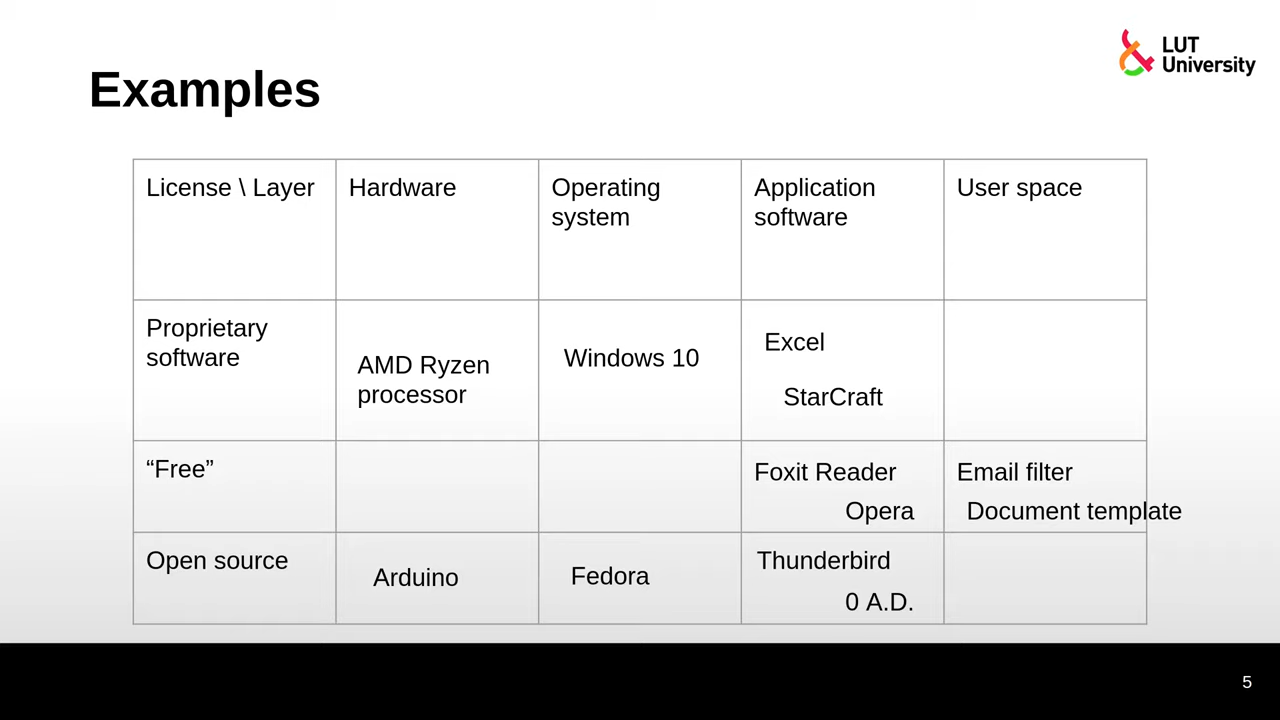 LUT
University
Examples
License \ Layer
Hardware
Operating
system
Application
software
User space
Proprietary
software
AMD Ryzen
processor
Windows 10
Excel
StarCraft
“Free”
Foxit Reader
Opera
Email filter
Document template
Open source
Arduino
Fedora
Thunderbird
0 A.D.
5